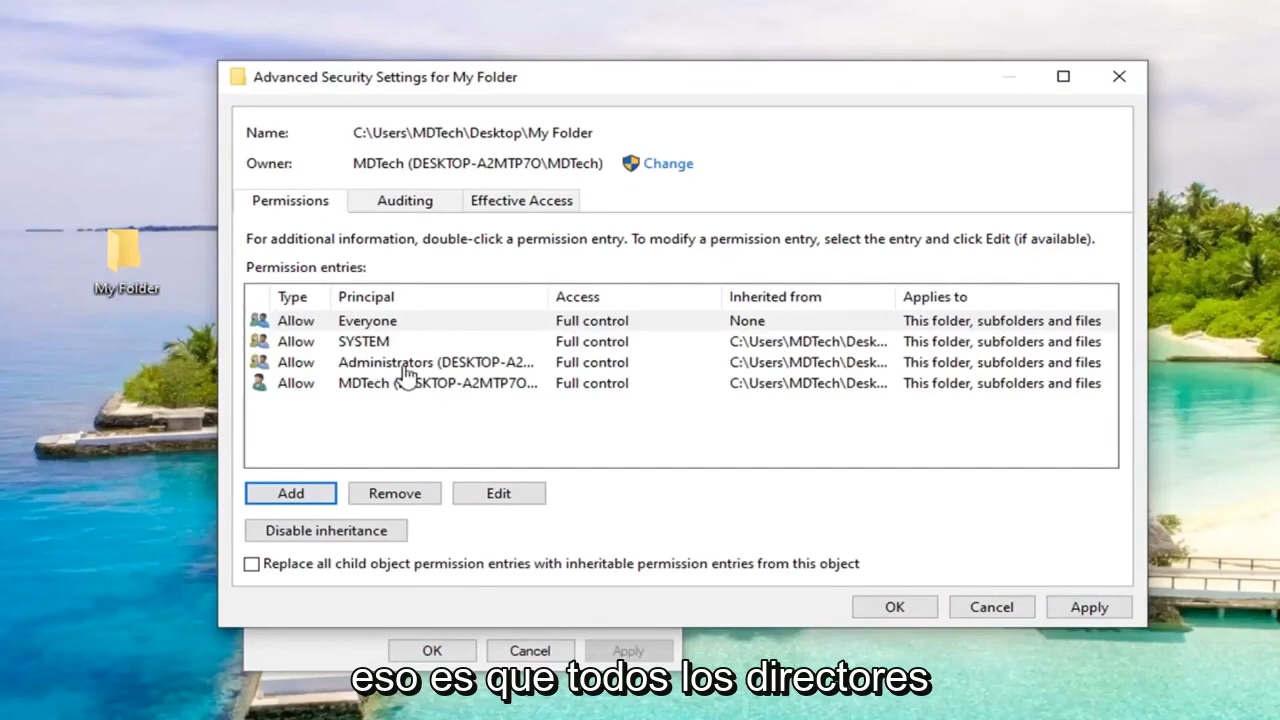 Advanced Security Settings for My Folder
Name: C:\Users\MDTech\Desktop\My Folder
Owner: MDTech (DESKTOP-A2MTP7O\MDTech) Change
My Folder
Permissions Auditing Effective Access
For additional information, double-click a permission entry. To modify a permission entry, select the entry and click Edit (if available).
Permission entries:
Type Principal Access Inherited from Applies to
Allow Everyone Full control None This folder, subfolders and files
Allow SYSTEM Full control C:\Users\MDTech\Desk... This folder, subfolders and files
Allow Administrators (DESKTOP-A2... Full control C:\Users\MDTech\Desk... This folder, subfolders and files
Allow MDTech Full control C:\Users\MDTech\Desk... This folder, subfolders and files
Add Remove Edit
Disable inheritance
Replace all child object permission entries with inheritable permission entries from this object
OK Cancel Apply
OK Cancel Apply
eso es que todos los directores